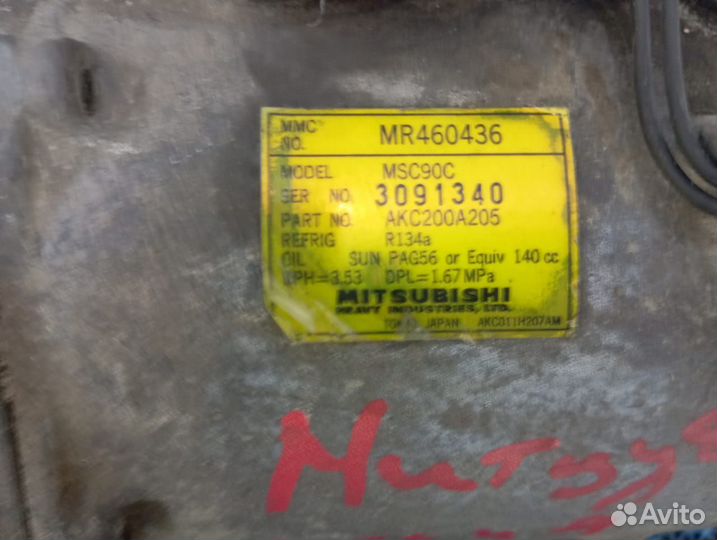 MMC NO. MR460436
MODEL MSC90C
SER NO. 3091340
PART NO. AKC200A205
REFRIG R134a
OIL SUN PAG56 or Equiv 140 cc
DPH=3.53 DPL=1.67MPa
MITSUBISHI
HEAVY INDUSTRIES, LTD.
TOKYO JAPAN AKC011H207AM
Avito